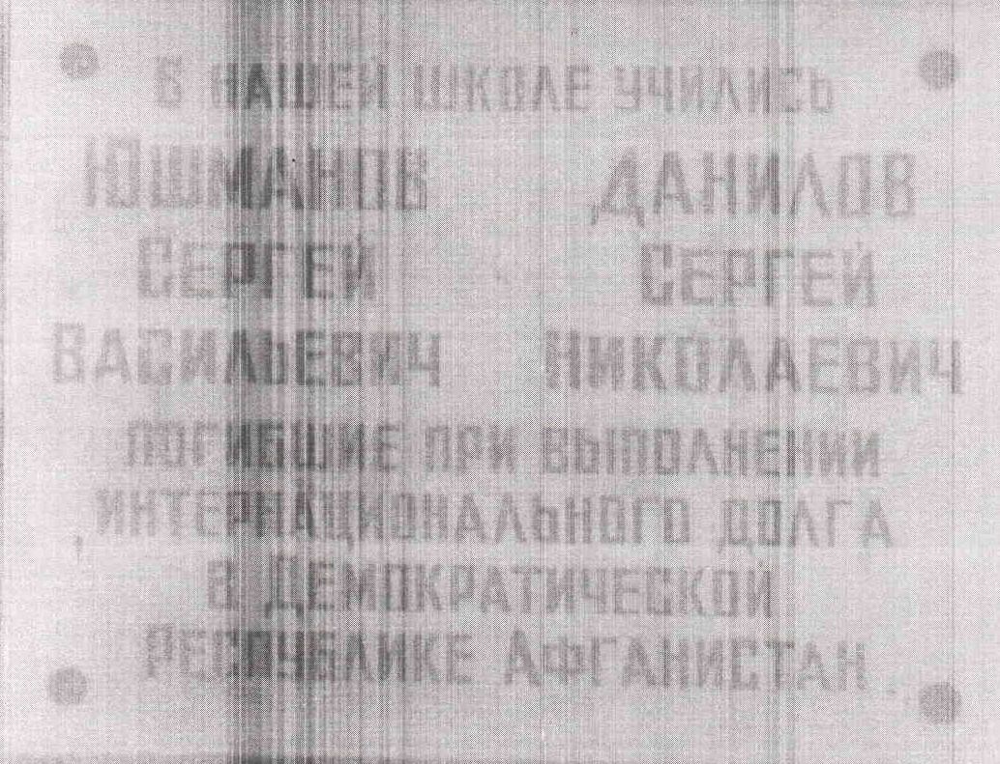 В НАШЕЙ ШКОЛЕ УЧИЛИСЬ
ЮШМАНОВ ДАНИЛОВ
СЕРГЕЙ СЕРГЕЙ
ВАСИЛЬЕВИЧ НИКОЛАЕВИЧ
ПОГИБШИЕ ПРИ ВЫПОЛНЕНИИ
ИНТЕРНАЦИОНАЛЬНОГО ДОЛГА
В ДЕМОКРАТИЧЕСКОЙ
РЕСПУБЛИКЕ АФГАНИСТАН.